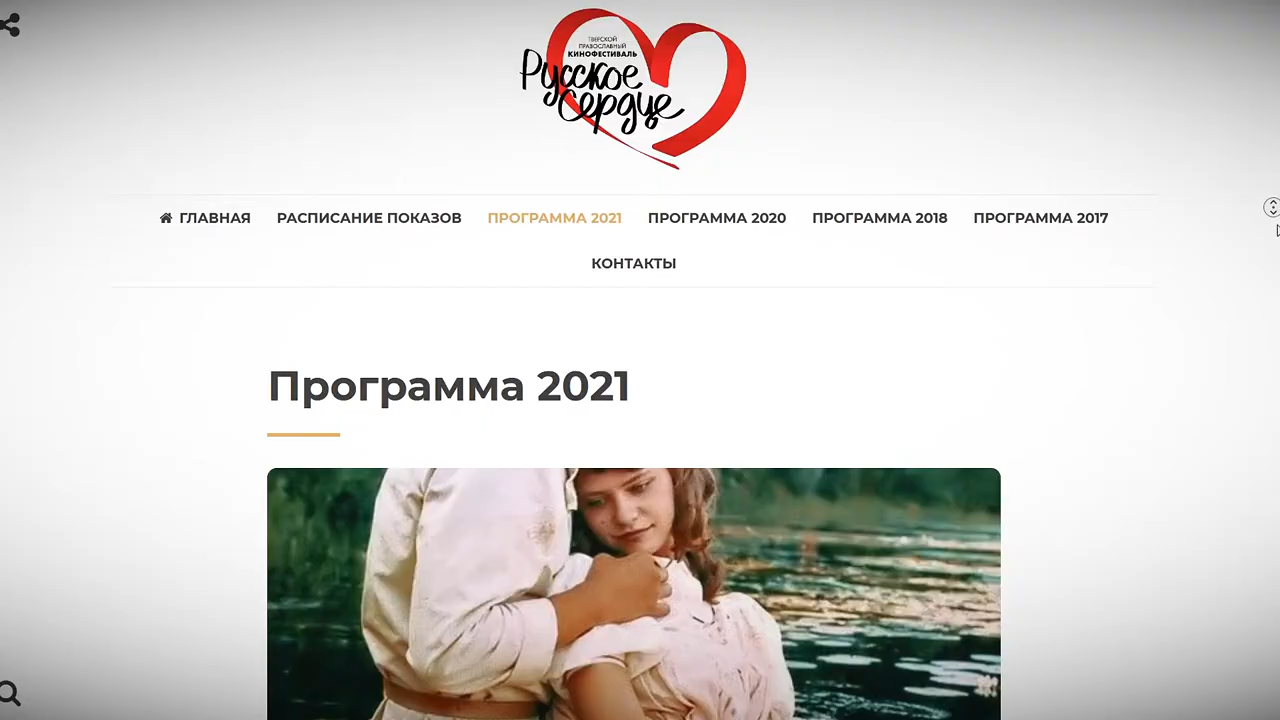 ТВЕРСКОЙ
ПРАВОСЛАВНЫЙ
КИНОФЕСТИВАЛЬ
Русское
Сердце
ГЛАВНАЯ РАСПИСАНИЕ ПОКАЗОВ ПРОГРАММА 2021 ПРОГРАММА 2020 ПРОГРАММА 2018 ПРОГРАММА 2017
КОНТАКТЫ
Программа 2021